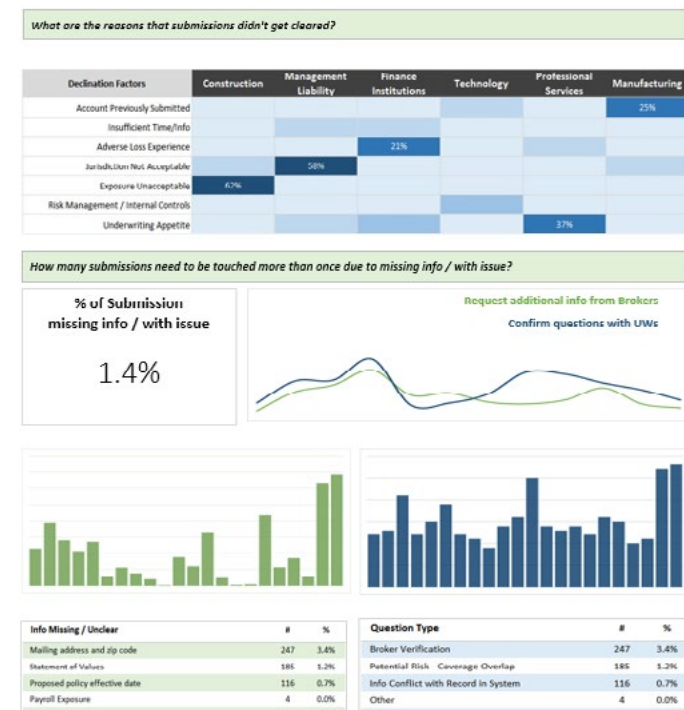 What are the reasons that submissions didn't get cleared?
Declination Factors Construction Management Liability Finance Institutions Technology Professional Services Manufacturing
Account Previously Submitted 25%
Insufficient Time/Info
Adverse Loss Experience 21%
Jurisdiction Not Acceptable 58%
Exposure Unacceptable 62%
Risk Management / Internal Controls
Underwriting Appetite 37%
How many submissions need to be touched more than once due to missing info / with issue?
% of Submission
missing info / with issue
1.4%
Request additional info from Brokers
Confirm questions with UWs
Info Missing / Unclear # %
Mailing address and zip code 247 3.4%
Statement of Values 185 1.2%
Proposed policy effective date 116 0.7%
Payroll Exposure 4 0.0%
Question Type # %
Broker Verification 247 3.4%
Potential Risk Coverage Overlap 185 1.2%
Info Conflict with Record in System 116 0.7%
Other 4 0.0%